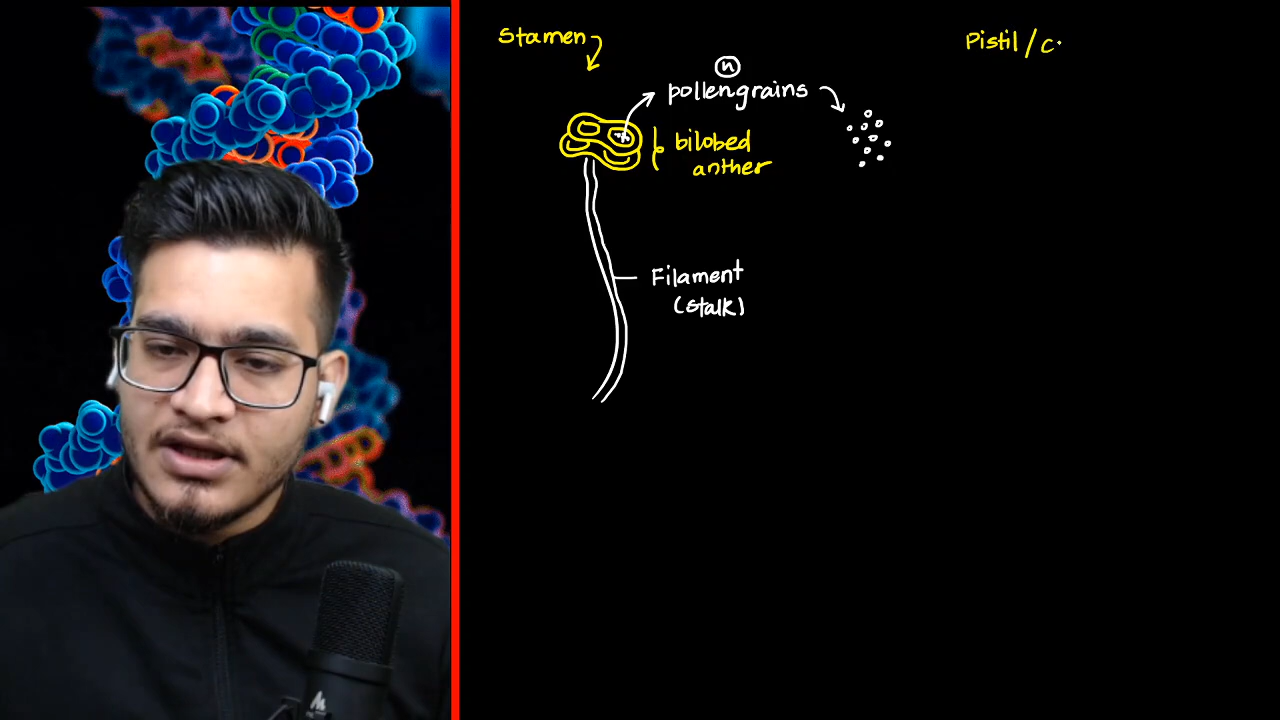 Stamen
Pistil / c
n
pollengrains
bilobed
anther
Filament
(stalk)